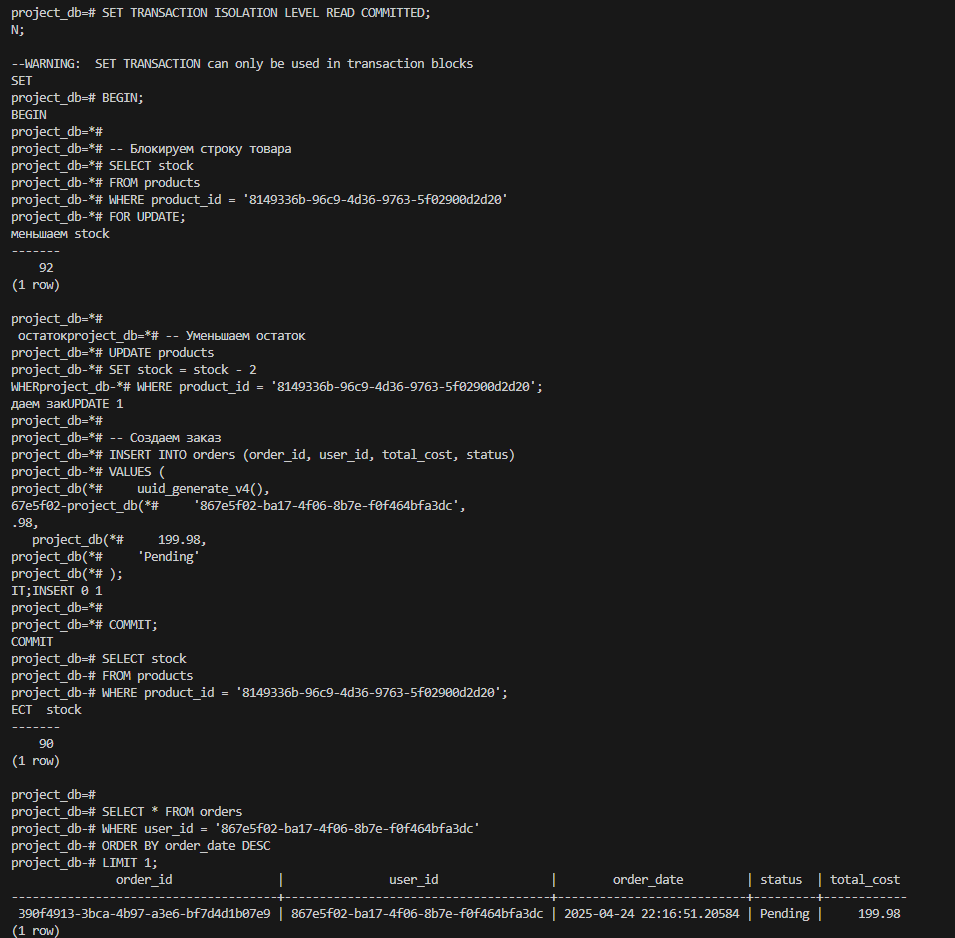 project_db=# SET TRANSACTION ISOLATION LEVEL READ COMMITTED;
N;
--WARNING:  SET TRANSACTION can only be used in transaction blocks
SET
project_db=# BEGIN;
BEGIN
project_db=*#
project_db=*# -- Блокируем строку товара
project_db=*# SELECT stock
project_db-*# FROM products
project_db-*# WHERE product_id = '8149336b-96c9-4d36-9763-5f02900d2d20'
project_db-*# FOR UPDATE;
меньшаем stock
-------
    92
(1 row)
project_db=*#
 остатокproject_db=*# -- Уменьшаем остаток
project_db=*# UPDATE products
project_db-*# SET stock = stock - 2
WHERproject_db-*# WHERE product_id = '8149336b-96c9-4d36-9763-5f02900d2d20';
даем закUPDATE 1
project_db=*#
project_db=*# -- Создаем заказ
project_db=*# INSERT INTO orders (order_id, user_id, total_cost, status)
project_db-*# VALUES (
project_db(*#     uuid_generate_v4(),
67e5f02-project_db(*#     '867e5f02-ba17-4f06-8b7e-f0f464bfa3dc',
.98,
   project_db(*#     199.98,
project_db(*#     'Pending'
project_db(*# );
IT;INSERT 0 1
project_db=*#
project_db=*# COMMIT;
COMMIT
project_db=# SELECT stock
project_db-# FROM products
project_db-# WHERE product_id = '8149336b-96c9-4d36-9763-5f02900d2d20';
ECT  stock
-------
    90
(1 row)
project_db=#
project_db=# SELECT * FROM orders
project_db-# WHERE user_id = '867e5f02-ba17-4f06-8b7e-f0f464bfa3dc'
project_db-# ORDER BY order_date DESC
project_db-# LIMIT 1;
               order_id               |               user_id                |        order_date         | status  | total_cost
--------------------------------------+--------------------------------------+---------------------------+---------+------------
 390f4913-3bca-4b97-a3e6-bf7d4d1b07e9 | 867e5f02-ba17-4f06-8b7e-f0f464bfa3dc | 2025-04-24 22:16:51.20584 | Pending |     199.98
(1 row)